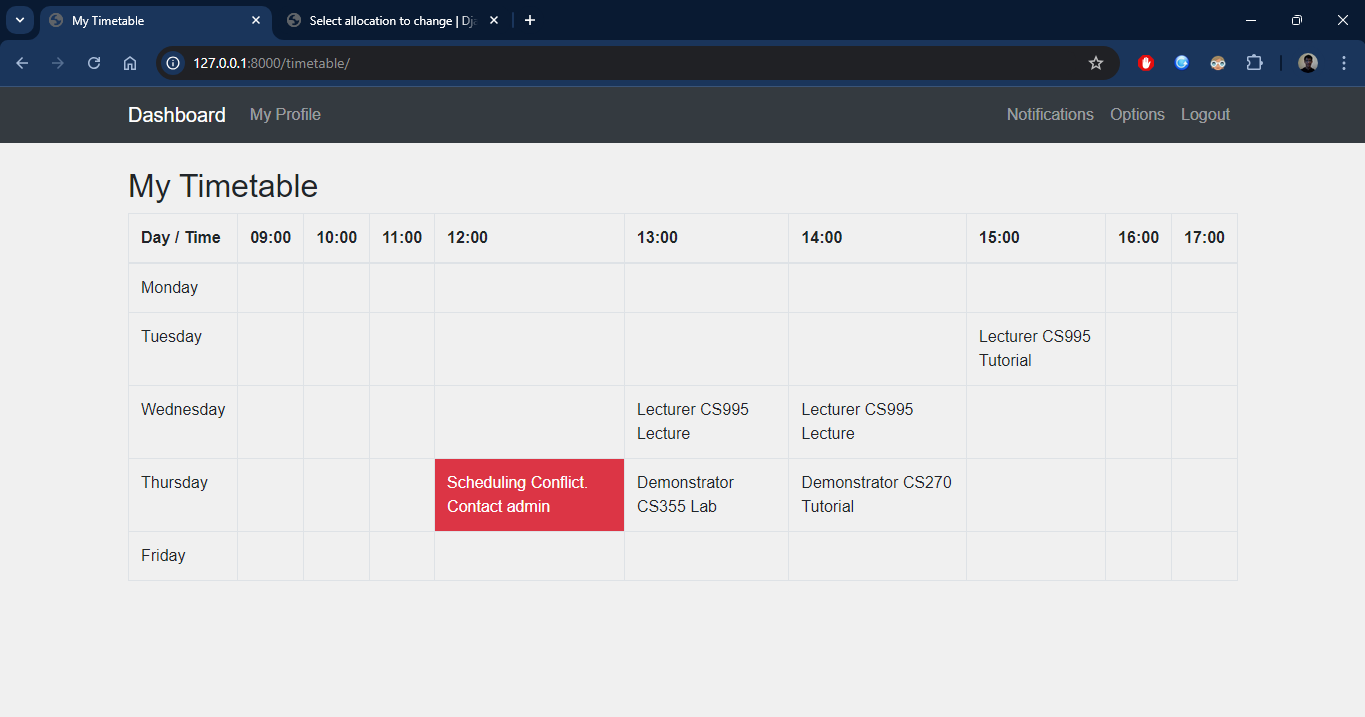 My Timetable
Select allocation to change | Dja
127.0.0.1:8000/timetable/
Dashboard My Profile Notifications Options Logout
My Timetable
Day / Time 09:00 10:00 11:00 12:00 13:00 14:00 15:00 16:00 17:00
Monday
Tuesday
Lecturer CS995
Tutorial
Wednesday
Lecturer CS995
Lecture
Lecturer CS995
Lecture
Thursday
Scheduling Conflict.
Contact admin
Demonstrator
CS355 Lab
Demonstrator CS270
Tutorial
Friday